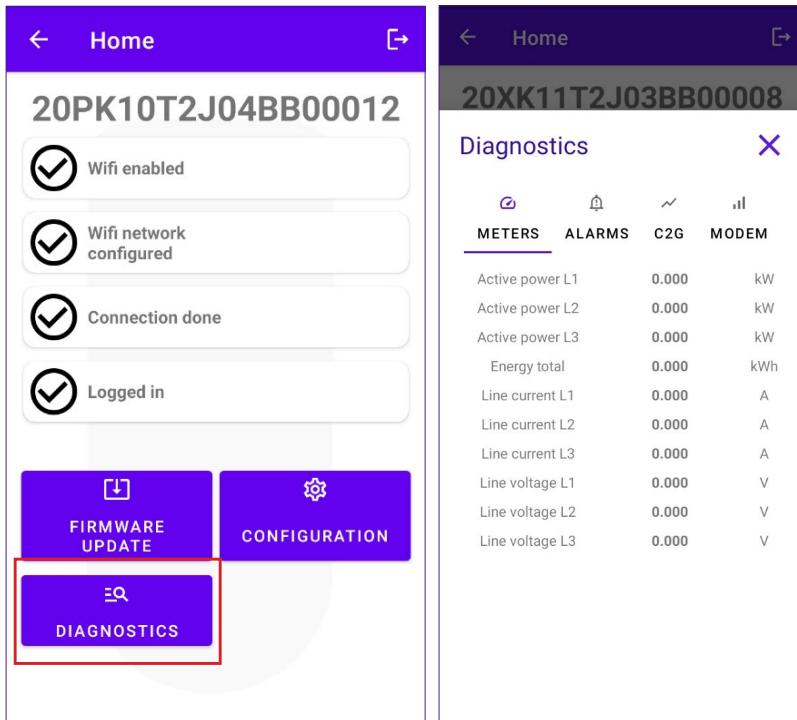 Home
20PK10T2J04BB00012
Wifi enabled
Wifi network
configured
Connection done
Logged in
FIRMWARE
UPDATE
CONFIGURATION
DIAGNOSTICS
Home
20XK11T2J03BB00008
Diagnostics
METERS ALARMS C2G MODEM
Active power L1 0.000 kW
Active power L2 0.000 kW
Active power L3 0.000 kW
Energy total 0.000 kWh
Line current L1 0.000 A
Line current L2 0.000 A
Line current L3 0.000 A
Line voltage L1 0.000 V
Line voltage L2 0.000 V
Line voltage L3 0.000 V